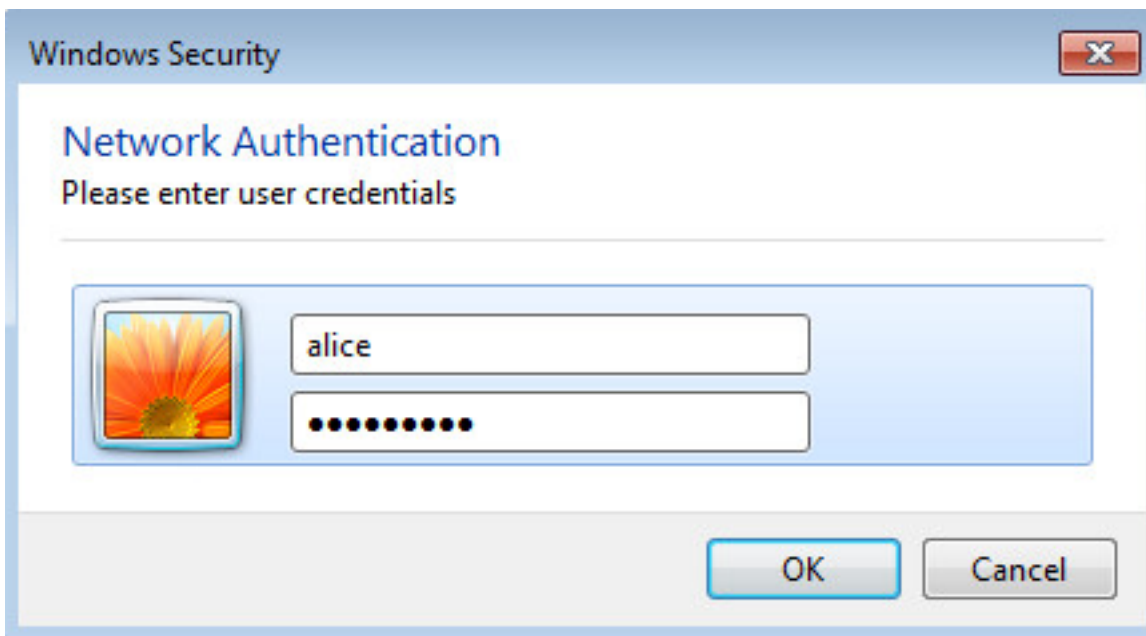 Windows Security
Network Authentication
Please enter user credentials
alice
●●●●●●●●●
OK
Cancel